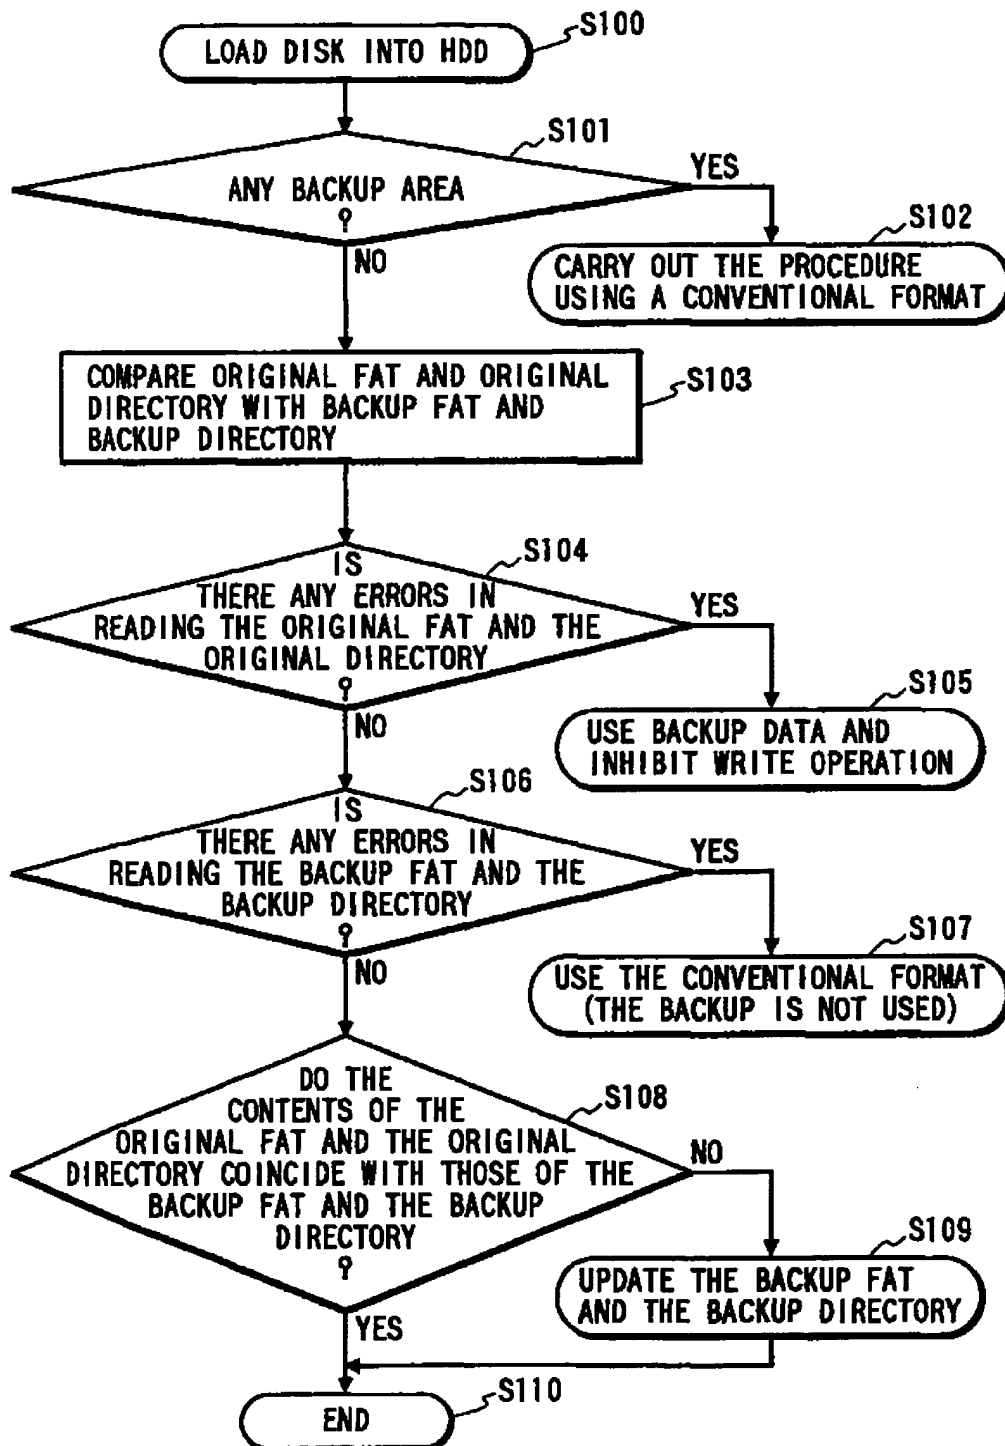 LOAD DISK INTO HDD
S100
S101
ANY BACKUP AREA
?
YES
NO
S102
CARRY OUT THE PROCEDURE
USING A CONVENTIONAL FORMAT
COMPARE ORIGINAL FAT AND ORIGINAL
DIRECTORY WITH BACKUP FAT AND
BACKUP DIRECTORY
S103
S104
IS
THERE ANY ERRORS IN
READING THE ORIGINAL FAT AND THE
ORIGINAL DIRECTORY
?
YES
NO
S105
USE BACKUP DATA AND
INHIBIT WRITE OPERATION
S106
IS
THERE ANY ERRORS IN
READING THE BACKUP FAT AND THE
BACKUP DIRECTORY
?
YES
NO
S107
USE THE CONVENTIONAL FORMAT
(THE BACKUP IS NOT USED)
S108
DO THE
CONTENTS OF THE
ORIGINAL FAT AND THE ORIGINAL
DIRECTORY COINCIDE WITH THOSE OF THE
BACKUP FAT AND THE BACKUP
DIRECTORY
?
NO
YES
S109
UPDATE THE BACKUP FAT
AND THE BACKUP DIRECTORY
S110
END